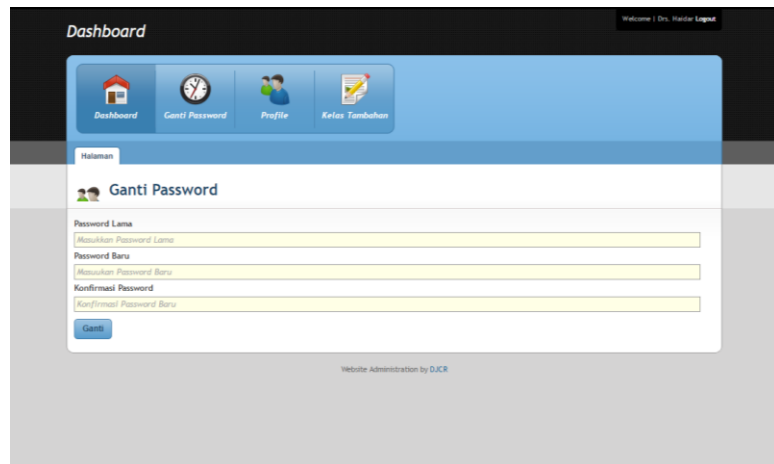 Welcome | Drs. Haidar Logout
Dashboard
Dashboard
Ganti Password
Profile
Kelas Tambahan
Halaman
Ganti Password
Password Lama
Masukkan Password Lama
Password Baru
Masuukan Password Baru
Konfirmasi Password
Konfirmasi Password Baru
Ganti
Website Administration by DJCR